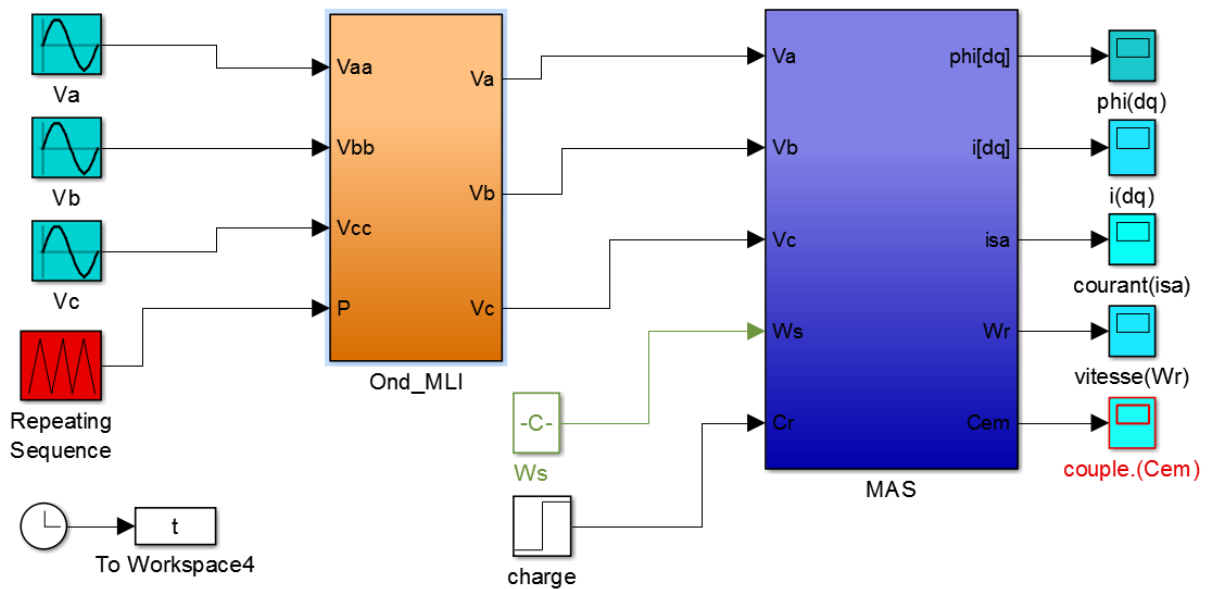 Va
Vb
Vc
Repeating
Sequence
t
To Workspace4
Vaa
Vbb
Vcc
P
Va
Vb
Vc
Ond_MLI
-C-
Ws
charge
Va
Vb
Vc
Ws
Cr
phi[dq]
i[dq]
isa
Wr
Cem
MAS
phi(dq)
i(dq)
courant(isa)
vitesse(Wr)
couple.(Cem)